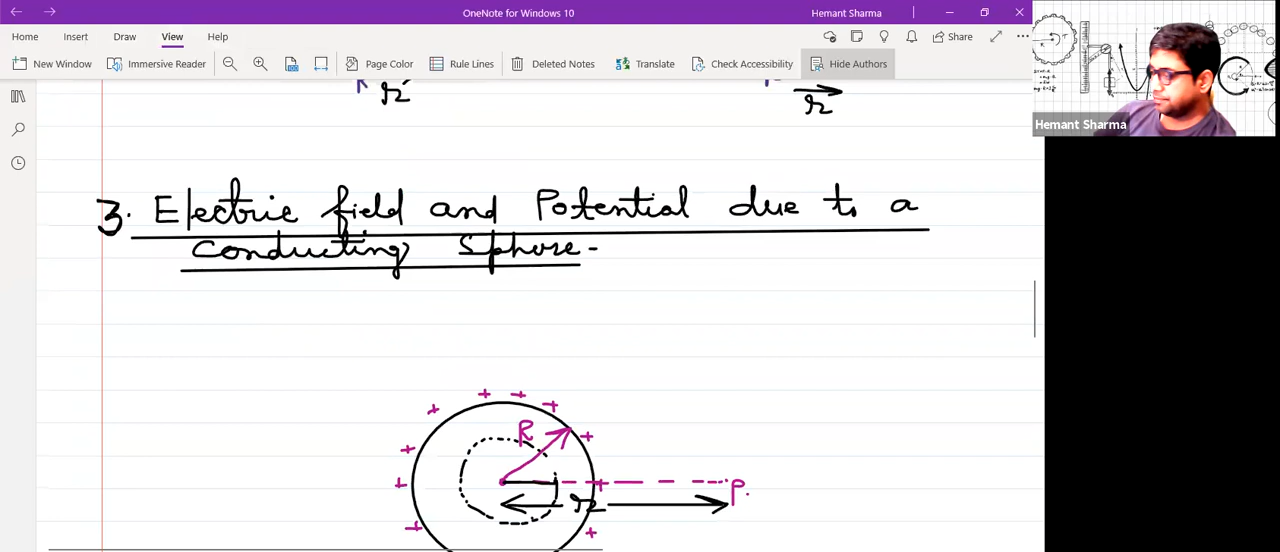 OneNote for Windows 10
Hemant Sharma
Home Insert Draw View Help
Share
New Window Immersive Reader Page Color Rule Lines Deleted Notes Translate Check Accessibility Hide Authors
Hemant Sharma
r
r
3. Electric field and Potential due to a
Conducting Sphere-
+ + +
+ R +
+
+ + P.
r
+ +